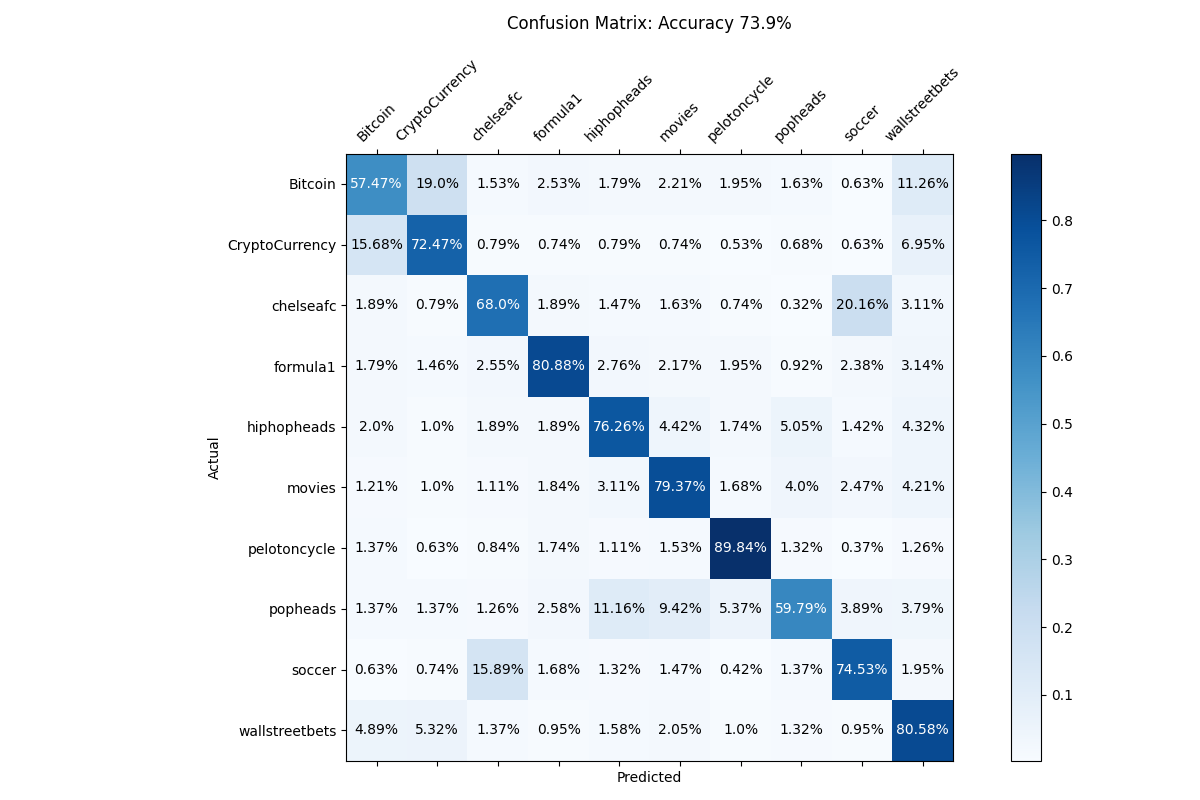 Confusion Matrix: Accuracy 73.9%
Bitcoin CryptoCurrency chelseafc formula1 hiphopheads movies pelotoncycle popheads soccer wallstreetbets
Bitcoin 57.47% 19.0% 1.53% 2.53% 1.79% 2.21% 1.95% 1.63% 0.63% 11.26%
CryptoCurrency 15.68% 72.47% 0.79% 0.74% 0.79% 0.74% 0.53% 0.68% 0.63% 6.95%
chelseafc 1.89% 0.79% 68.0% 1.89% 1.47% 1.63% 0.74% 0.32% 20.16% 3.11%
formula1 1.79% 1.46% 2.55% 80.88% 2.76% 2.17% 1.95% 0.92% 2.38% 3.14%
hiphopheads 2.0% 1.0% 1.89% 1.89% 76.26% 4.42% 1.74% 5.05% 1.42% 4.32%
movies 1.21% 1.0% 1.11% 1.84% 3.11% 79.37% 1.68% 4.0% 2.47% 4.21%
pelotoncycle 1.37% 0.63% 0.84% 1.74% 1.11% 1.53% 89.84% 1.32% 0.37% 1.26%
popheads 1.37% 1.37% 1.26% 2.58% 11.16% 9.42% 5.37% 59.79% 3.89% 3.79%
soccer 0.63% 0.74% 15.89% 1.68% 1.32% 1.47% 0.42% 1.37% 74.53% 1.95%
wallstreetbets 4.89% 5.32% 1.37% 0.95% 1.58% 2.05% 1.0% 1.32% 0.95% 80.58%
Actual
Predicted
0.8
0.7
0.6
0.5
0.4
0.3
0.2
0.1